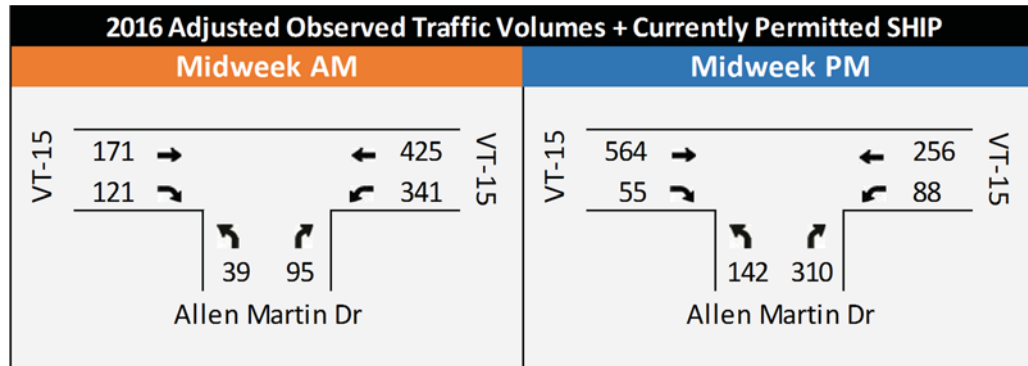 2016 Adjusted Observed Traffic Volumes + Currently Permitted SHIP
Midweek AM
VT-15
171
121
425
341
VT-15
39 95
Allen Martin Dr
Midweek PM
VT-15
564
55
256
88
VT-15
142 310
Allen Martin Dr